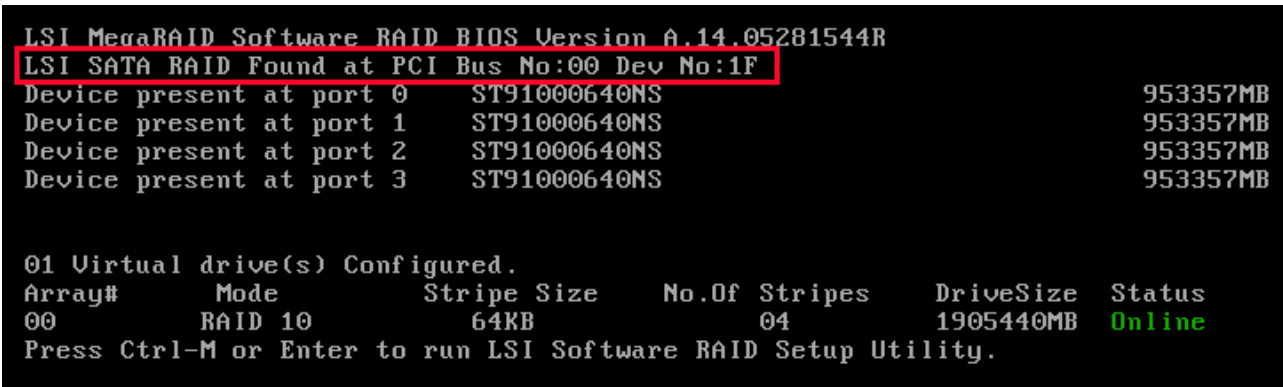 LSI MegaRAID Software RAID BIOS Version A.14.05281544R
LSI SATA RAID Found at PCI Bus No:00 Dev No:1F
Device present at port 0 ST91000640NS 953357MB
Device present at port 1 ST91000640NS 953357MB
Device present at port 2 ST91000640NS 953357MB
Device present at port 3 ST91000640NS 953357MB
01 Virtual drive(s) Configured.
Array# Mode Stripe Size No.Of Stripes DriveSize Status
00 RAID 10 64KB 04 1905440MB Online
Press Ctrl-M or Enter to run LSI Software RAID Setup Utility.